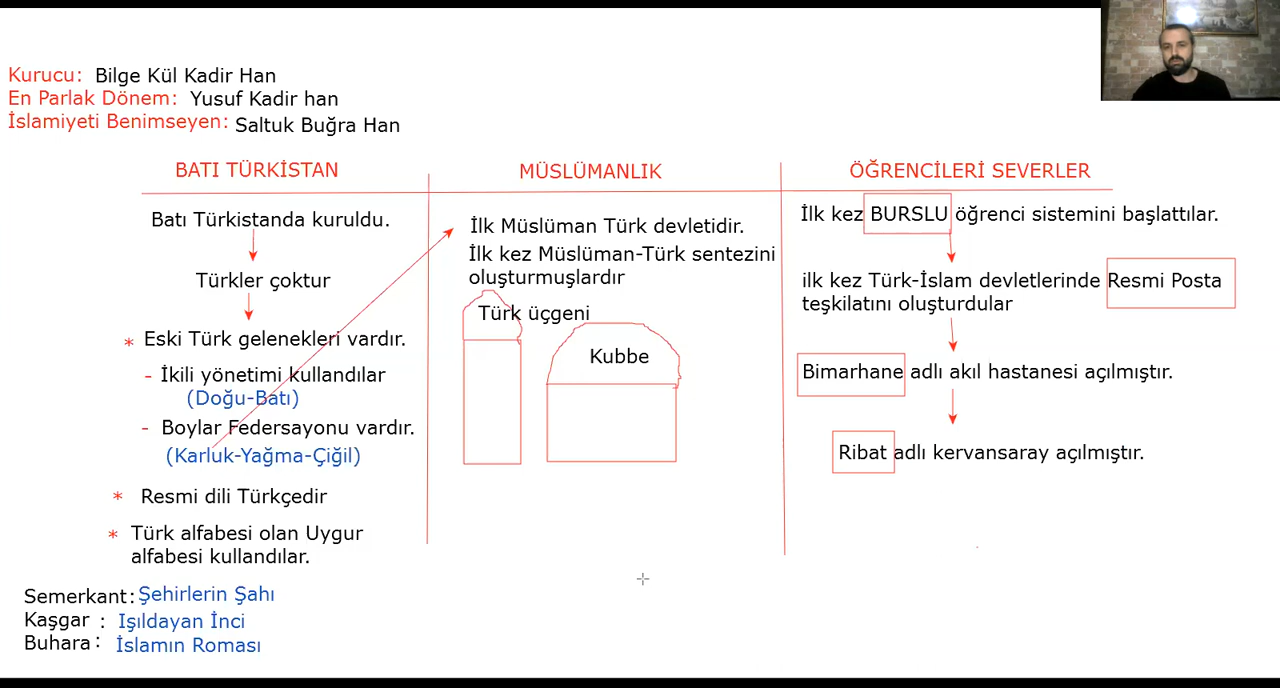 Kurucu: Bilge Kül Kadir Han
En Parlak Dönem: Yusuf Kadir han
İslamiyeti Benimseyen: Saltuk Buğra Han
BATI TÜRKİSTAN
Batı Türkistanda kuruldu.
Türkler çoktur
* Eski Türk gelenekleri vardır.
- İkili yönetimi kullandılar
(Doğu-Batı)
- Boylar Federsayonu vardır.
(Karluk-Yağma-Çiğil)
* Resmi dili Türkçedir
* Türk alfabesi olan Uygur
alfabesi kullandılar.
MÜSLÜMANLIK
İlk Müslüman Türk devletidir.
İlk kez Müslüman-Türk sentezini
oluşturmuşlardır
Türk üçgeni
Kubbe
ÖĞRENCİLERİ SEVERLER
İlk kez BURSLU öğrenci sistemini başlattılar.
ilk kez Türk-İslam devletlerinde Resmi Posta
teşkilatını oluşturdular
Bimarhane adlı akıl hastanesi açılmıştır.
Ribat adlı kervansaray açılmıştır.
Semerkant: Şehirlerin Şahı
Kaşgar : Işıldayan İnci
Buhara: İslamın Roması